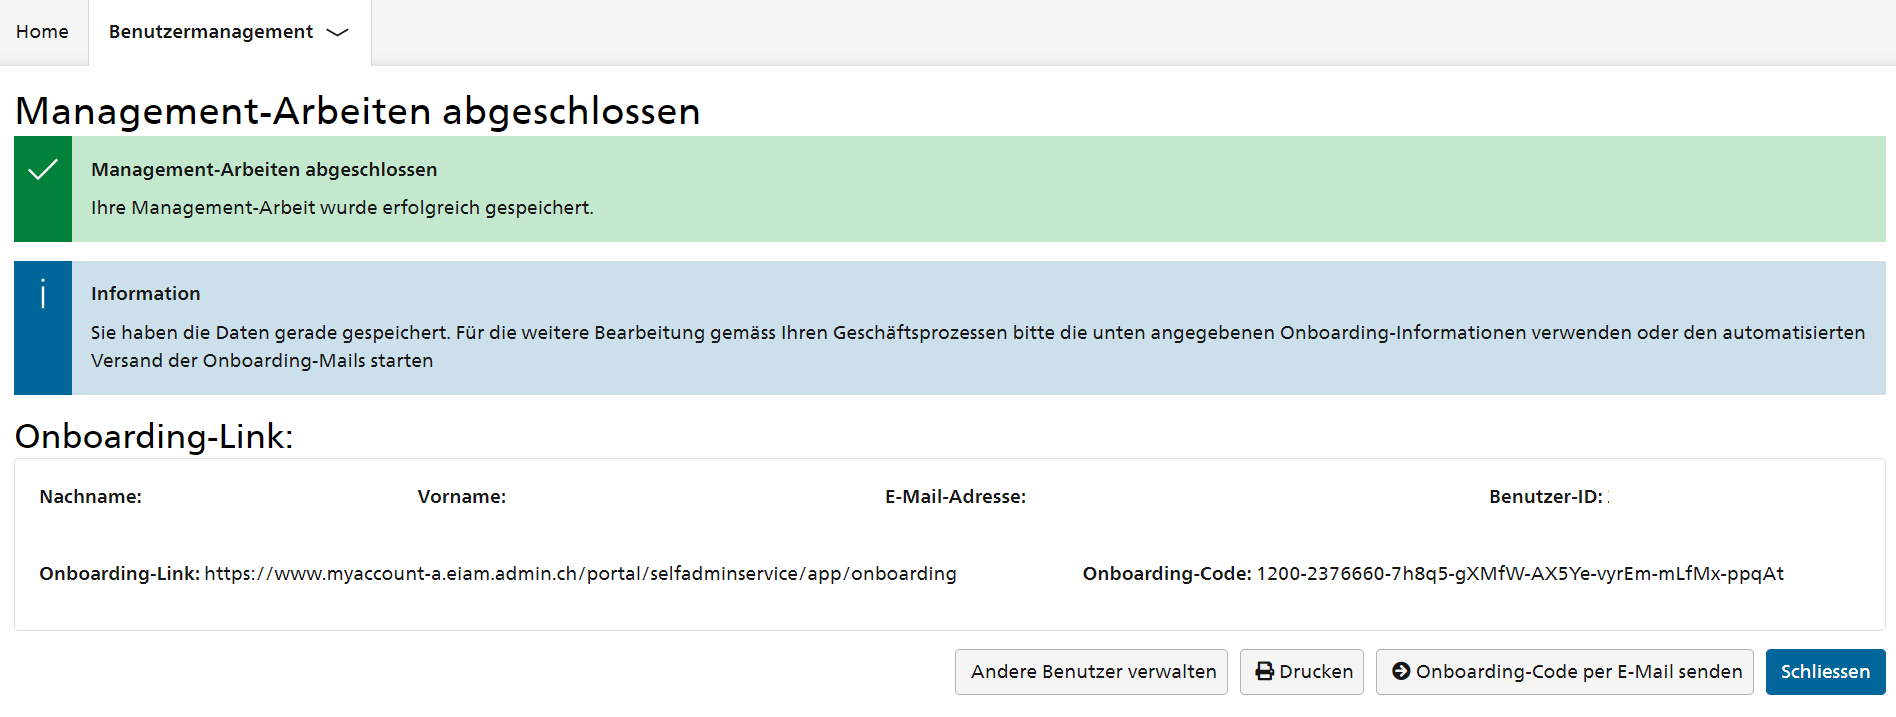 Home
Benutzermanagement
Management-Arbeiten abgeschlossen
Management-Arbeiten abgeschlossen
Ihre Management-Arbeit wurde erfolgreich gespeichert.
Information
Sie haben die Daten gerade gespeichert. Für die weitere Bearbeitung gemäss Ihren Geschäftsprozessen bitte die unten angegebenen Onboarding-Informationen verwenden oder den automatisierten
Versand der Onboarding-Mails starten
Onboarding-Link:
Nachname: Vorname: E-Mail-Adresse: Benutzer-ID:
Onboarding-Link: https://www.myaccount-a.eiam.admin.ch/portal/selfadminservice/app/onboarding Onboarding-Code: 1200-2376660-7h8q5-gXMfW-AX5Ye-vyrEm-mLfMx-ppqAt
Andere Benutzer verwalten Drucken Onboarding-Code per E-Mail senden Schliessen